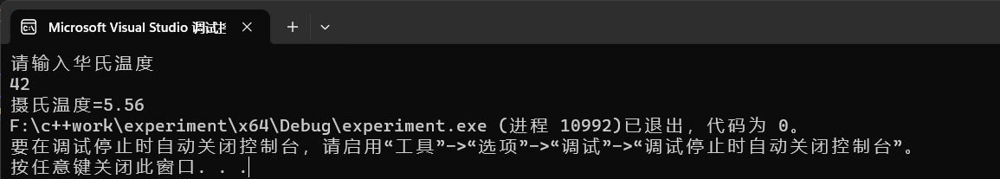 Microsoft Visual Studio 调试控
请输入华氏温度
42
摄氏温度=5.56
F:\c++work\experiment\x64\Debug\experiment.exe (进程 10992)已退出，代码为 0。
要在调试停止时自动关闭控制台，请启用“工具”->“选项”->“调试”->“调试停止时自动关闭控制台”。
按任意键关闭此窗口. . .